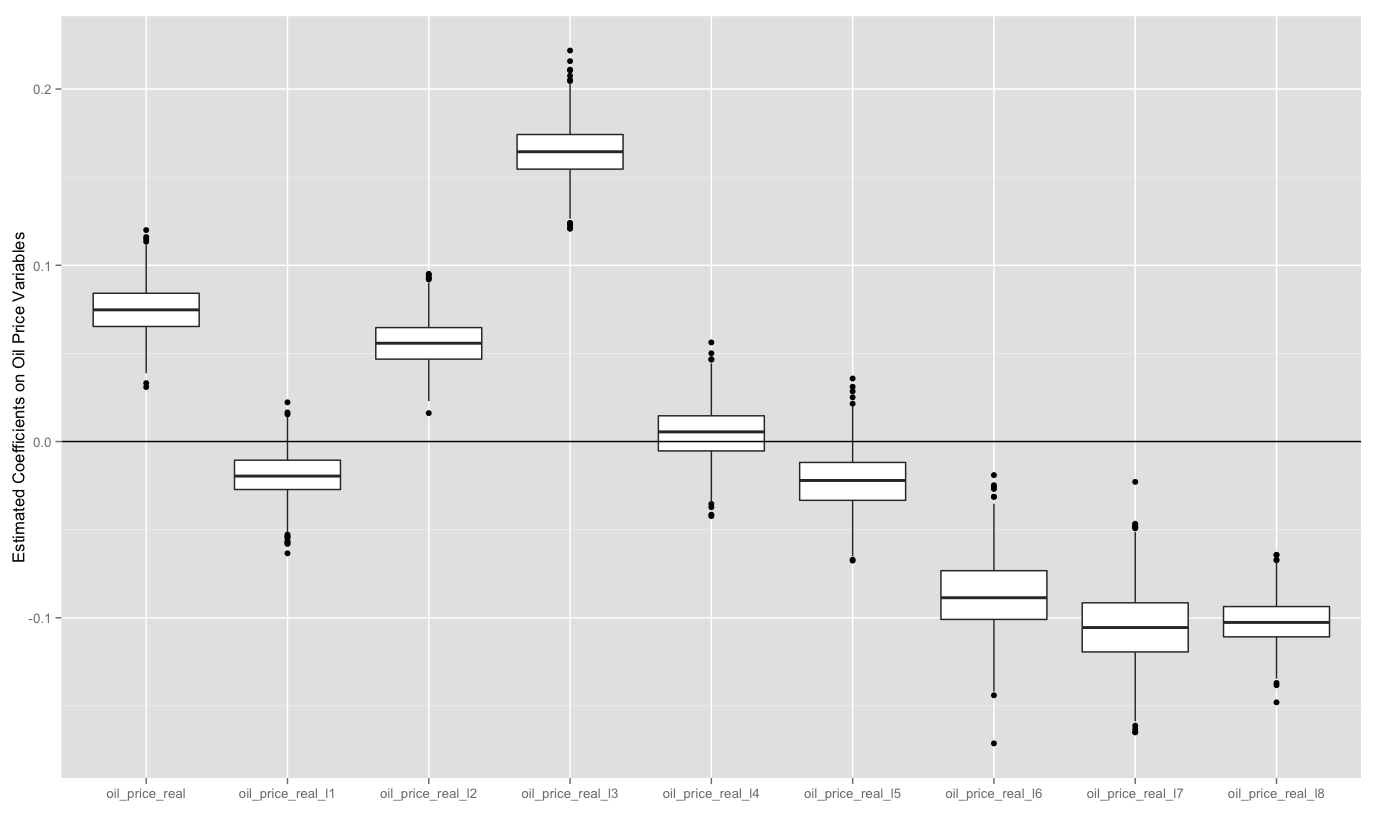 Estimated Coefficients on Oil Price Variables
0.2
0.1
0.0
-0.1
oil_price_real oil_price_real_l1 oil_price_real_l2 oil_price_real_l3 oil_price_real_l4 oil_price_real_l5 oil_price_real_l6 oil_price_real_l7 oil_price_real_l8